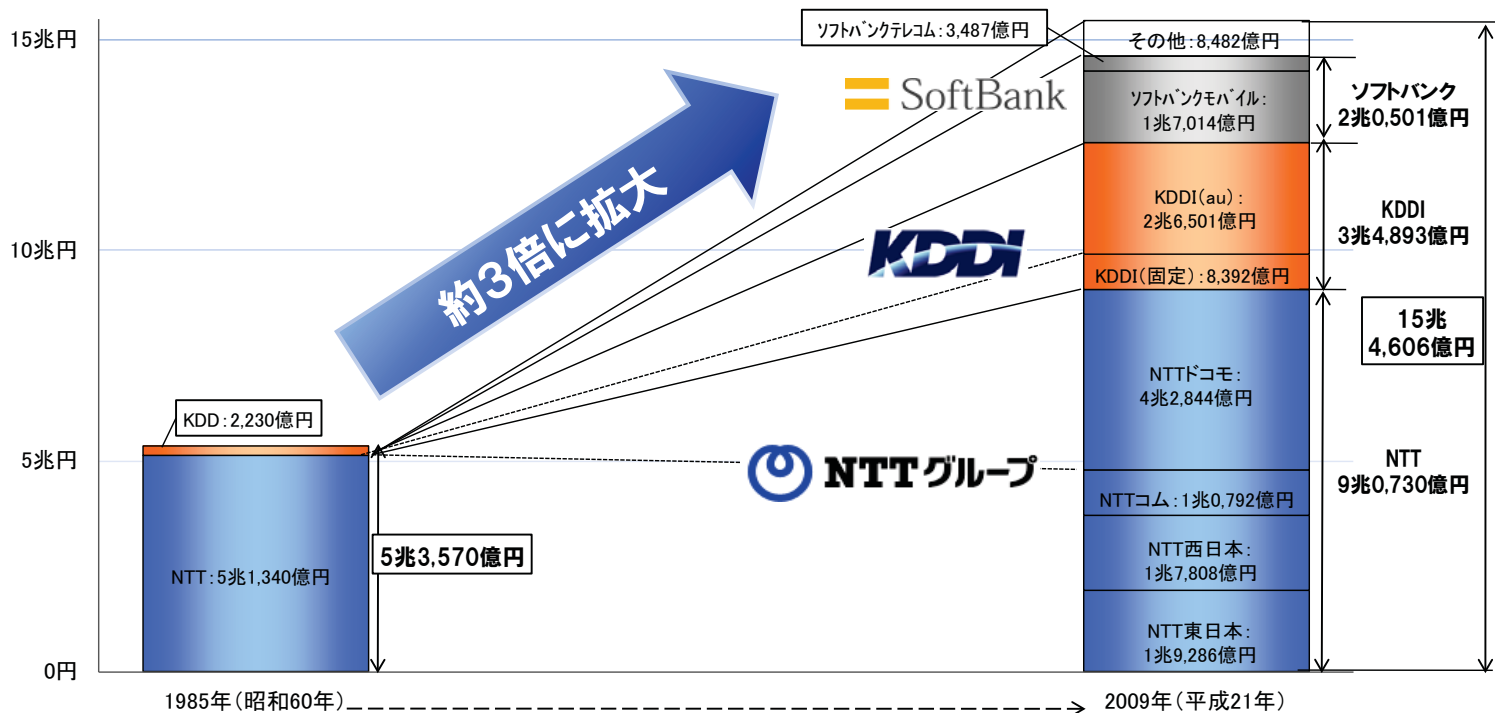 15兆円
10兆円
5兆円
0円
約3倍に拡大
KDD:2,230億円
NTT:5兆1,340億円
5兆3,570億円
1985年(昭和60年)
ソフトバンクテレコム:3,487億円
SoftBank
KDDI
NTTグループ
その他:8,482億円
ソフトバンクモバイル:
1兆7,014億円
KDDI(au):
2兆6,501億円
KDDI(固定):8,392億円
NTTドコモ:
4兆2,844億円
NTTコム:1兆0,792億円
NTT西日本:
1兆7,808億円
NTT東日本:
1兆9,286億円
2009年(平成21年)
ソフトバンク
2兆0,501億円
KDDI
3兆4,893億円
15兆
4,606億円
NTT
9兆0,730億円